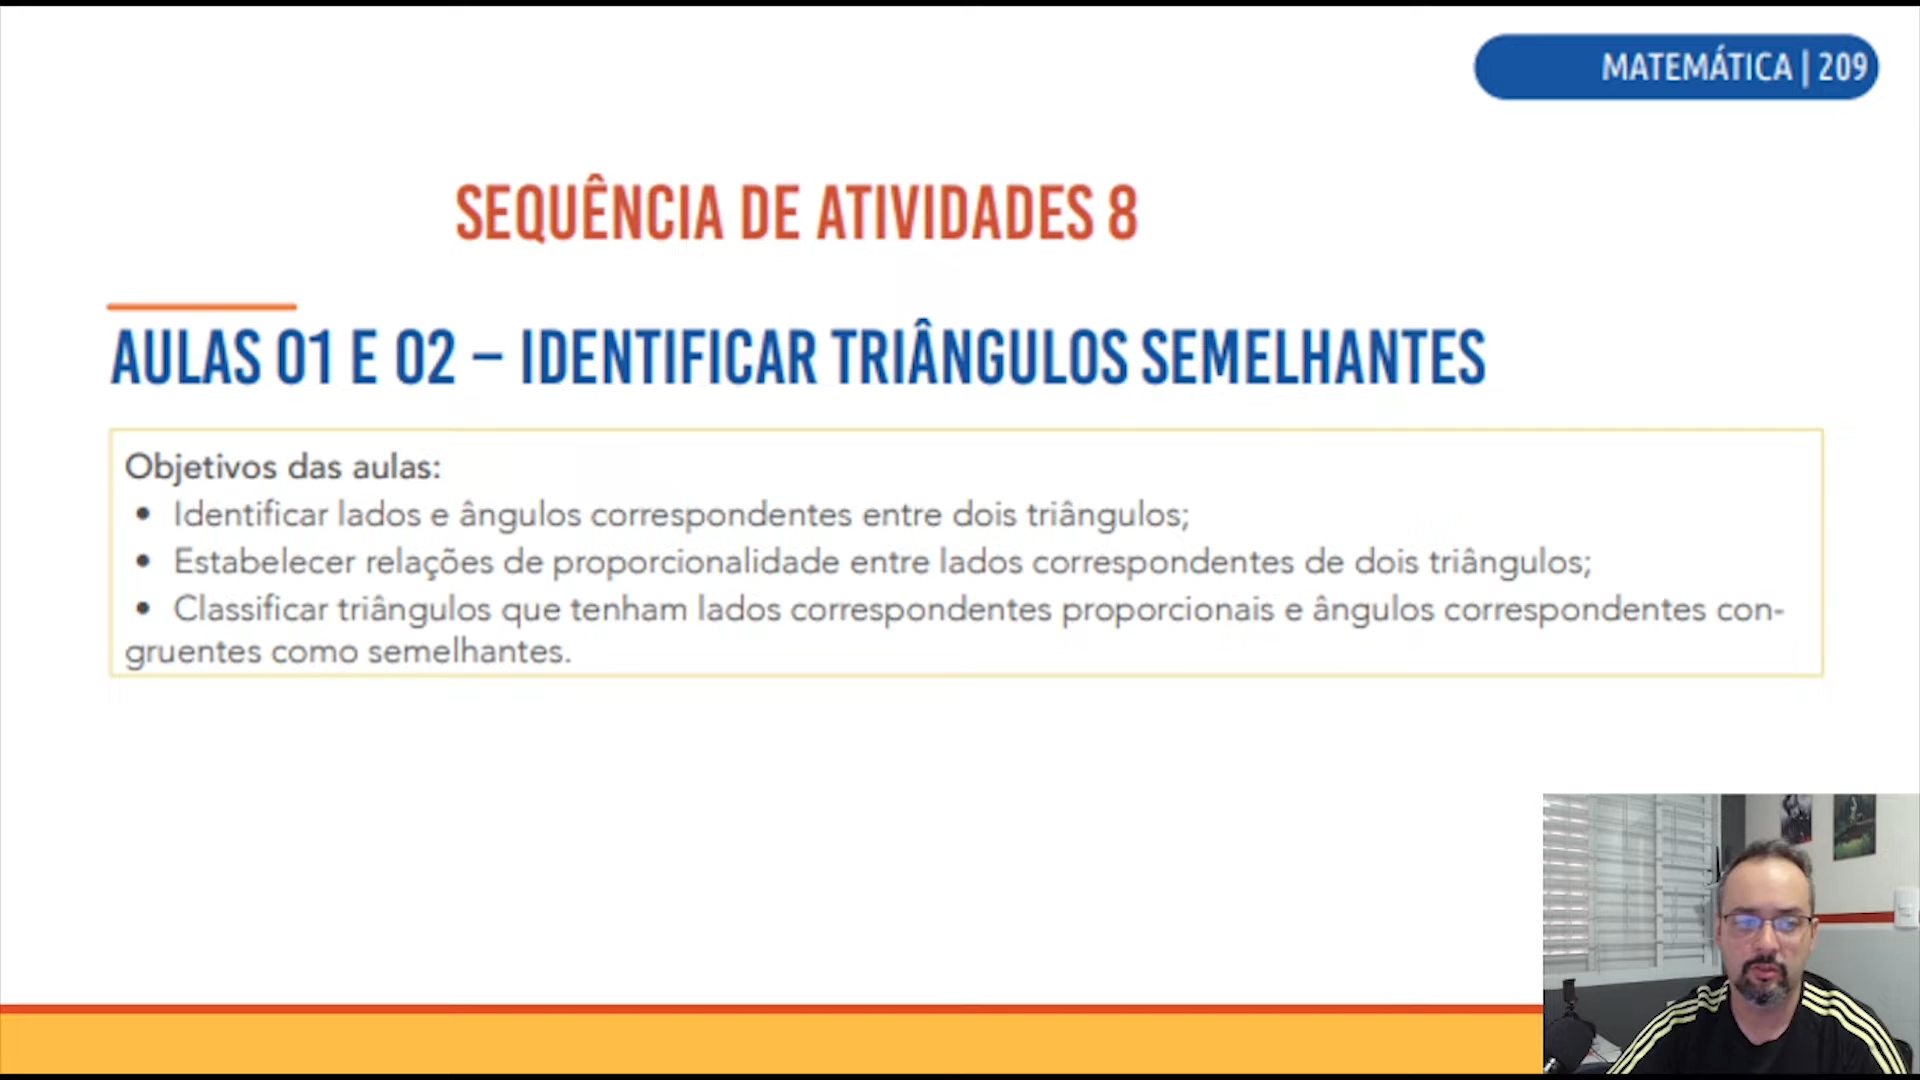 MATEMÁTICA | 209
SEQUÊNCIA DE ATIVIDADES 8
AULAS 01 E 02 – IDENTIFICAR TRIÂNGULOS SEMELHANTES
Objetivos das aulas:
• Identificar lados e ângulos correspondentes entre dois triângulos;
• Estabelecer relações de proporcionalidade entre lados correspondentes de dois triângulos;
• Classificar triângulos que tenham lados correspondentes proporcionais e ângulos correspondentes con-
gruentes como semelhantes.